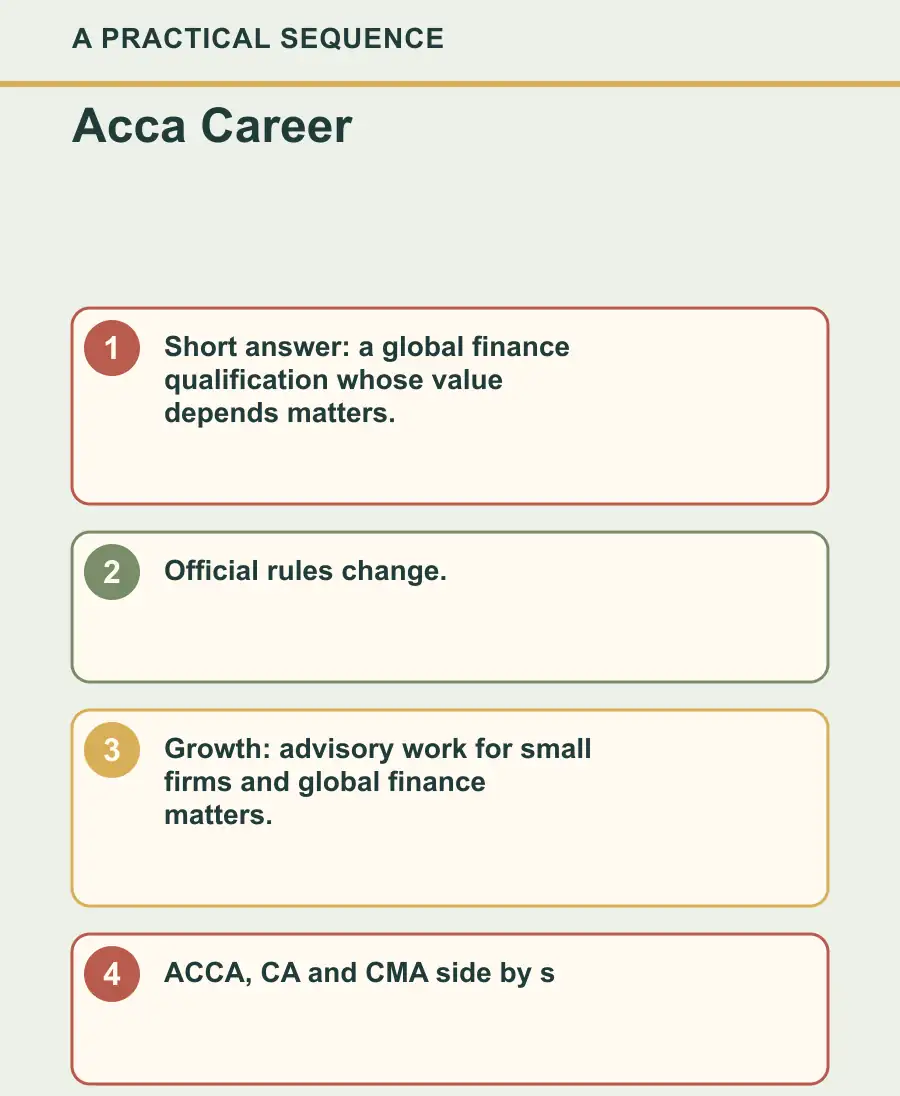 A PRACTICAL SEQUENCE
Acca Career
1
Short answer: a global finance
qualification whose value
depends matters.
2
Official rules change.
3
Growth: advisory work for small
firms and global finance
matters.
4
ACCA, CA and CMA side by s